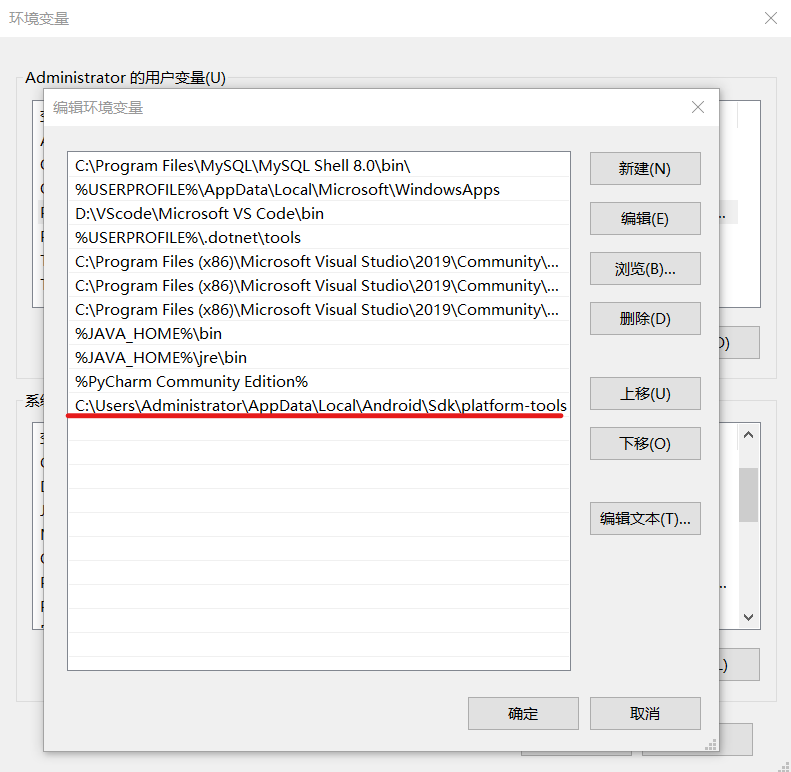 环境变量
Administrator 的用户变量(U)
编辑环境变量
C:\Program Files\MySQL\MySQL Shell 8.0\bin\
%USERPROFILE%\AppData\Local\Microsoft\WindowsApps
D:\VScode\Microsoft VS Code\bin
%USERPROFILE%\.dotnet\tools
C:\Program Files (x86)\Microsoft Visual Studio\2019\Community\...
C:\Program Files (x86)\Microsoft Visual Studio\2019\Community\...
C:\Program Files (x86)\Microsoft Visual Studio\2019\Community\...
%JAVA_HOME%\bin
%JAVA_HOME%\jre\bin
%PyCharm Community Edition%
C:\Users\Administrator\AppData\Local\Android\Sdk\platform-tools
新建(N)
编辑(E)
浏览(B)...
删除(D)
上移(U)
下移(O)
编辑文本(T)...
确定
取消